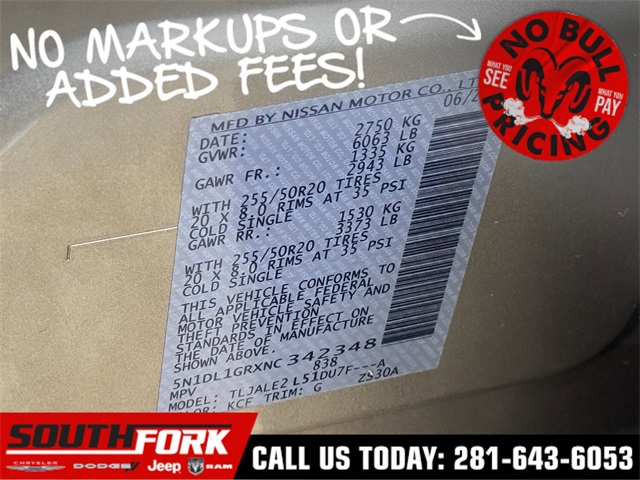 NO MARKUPS OR
ADDED FEES!
NO BULL
WHAT YOU SEE
WHAT YOU PAY
PRICING
MFD BY NISSAN MOTOR CO., LT
DATE: 06/2
GVWR: 2750 KG
6063 LB
GAWR FR.: 1335 KG
2943 LB
WITH 255/50R20 TIRES
20 X 8.0 RIMS AT 35 PSI
COLD SINGLE
GAWR RR.: 1530 KG
3373 LB
WITH 255/50R20 TIRES
20 X 8.0 RIMS AT 35 PSI
COLD SINGLE
THIS VEHICLE CONFORMS TO
ALL APPLICABLE FEDERAL
MOTOR VEHICLE SAFETY AND
THEFT PREVENTION
STANDARDS IN EFFECT ON
THE DATE OF MANUFACTURE
SHOWN ABOVE.
5N1DL1GRXNC342348
MPV 838
MODEL: TLJALE2L51DU7F---A
COLOR: KCF TRIM: G ZS30A
SOUTHFORK
CHRYSLER DODGE Jeep RAM
CALL US TODAY: 281-643-6053